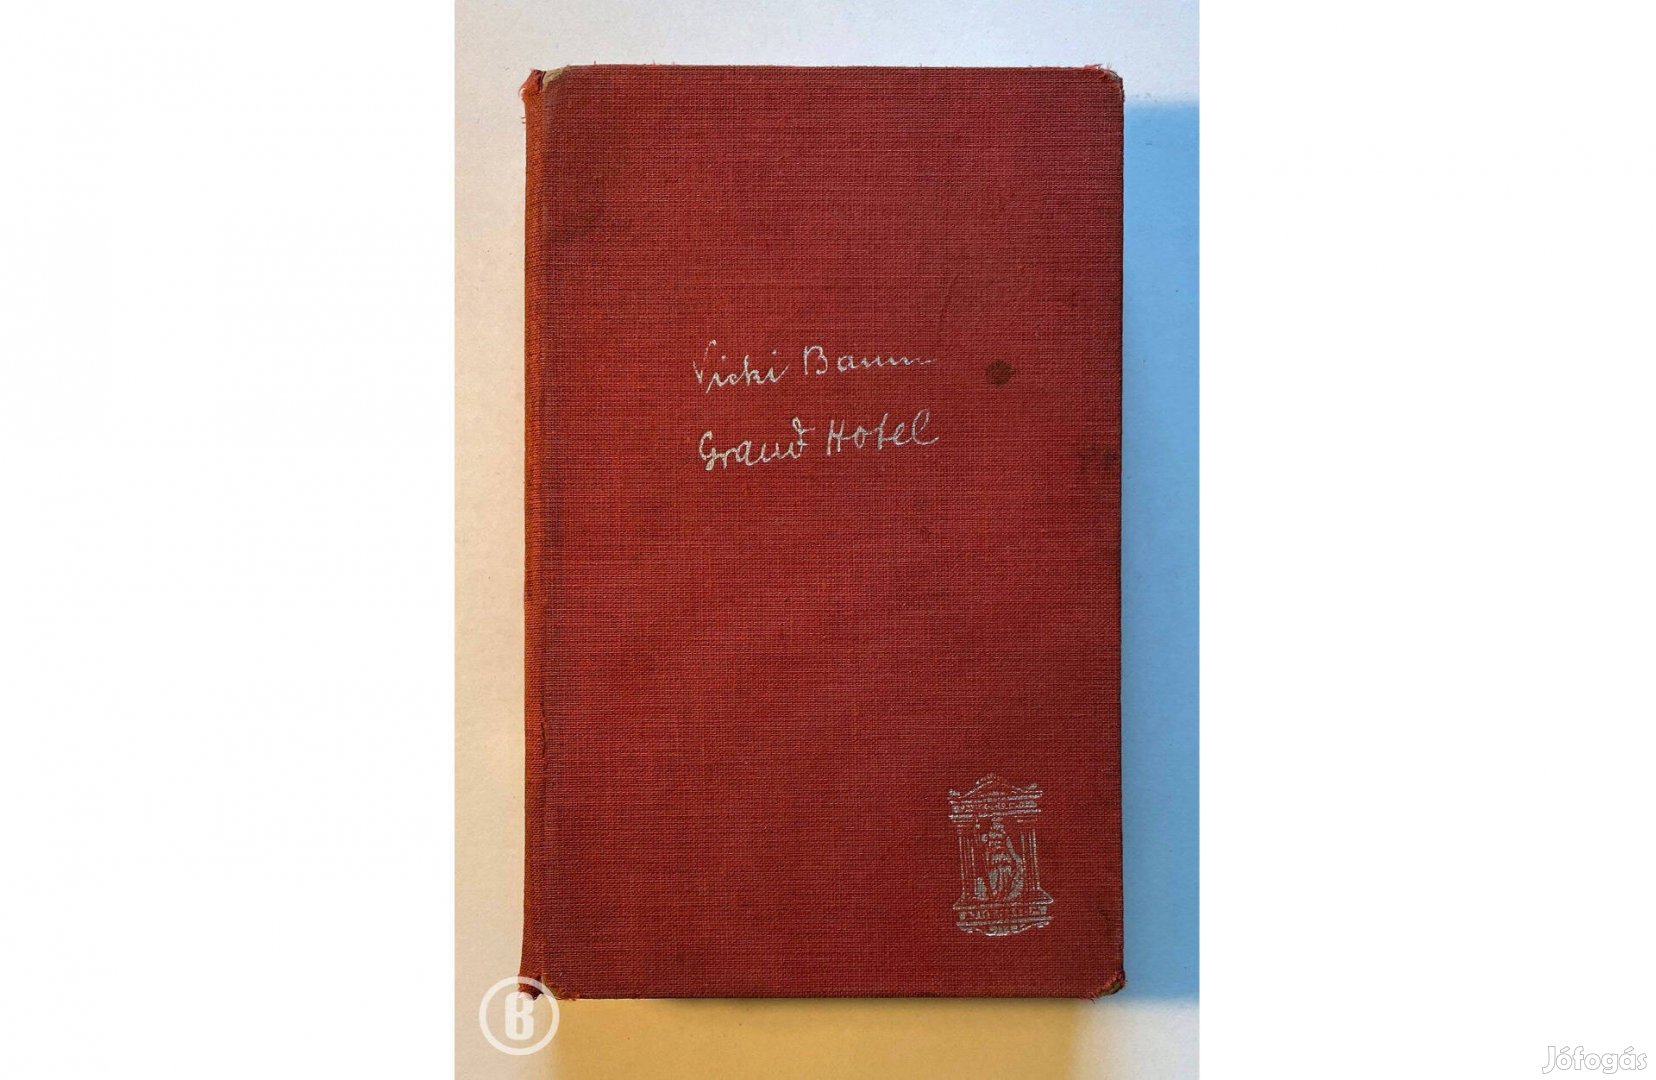 Vicki Baum
Grand Hotel
B
Jófogás